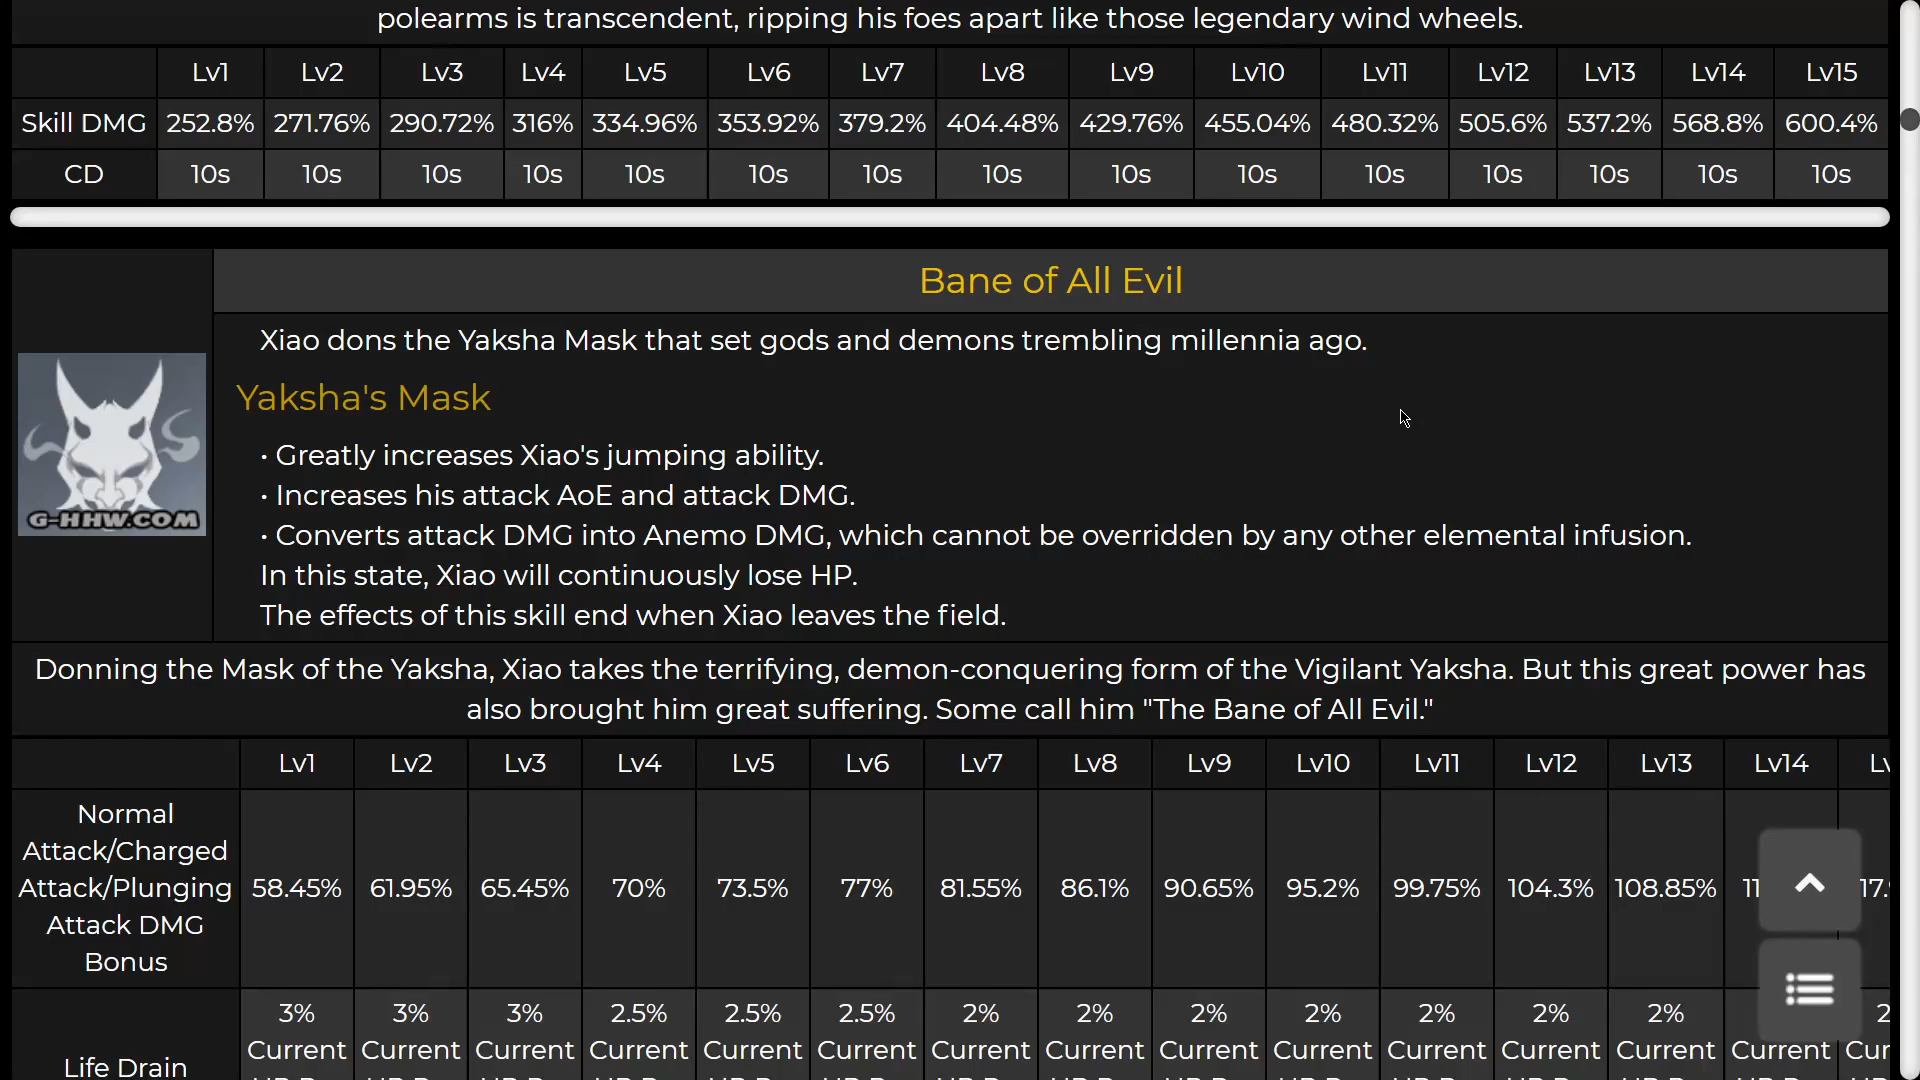 polearms is transcendent, ripping his foes apart like those legendary wind wheels.
Lv1 Lv2 Lv3 Lv4 Lv5 Lv6 Lv7 Lv8 Lv9 Lv10 Lv11 Lv12 Lv13 Lv14 Lv15
Skill DMG 252.8% 271.76% 290.72% 316% 334.96% 353.92% 379.2% 404.48% 429.76% 455.04% 480.32% 505.6% 537.2% 568.8% 600.4%
CD 10s 10s 10s 10s 10s 10s 10s 10s 10s 10s 10s 10s 10s 10s 10s
Bane of All Evil
G-HHW.COM
Xiao dons the Yaksha Mask that set gods and demons trembling millennia ago.
Yaksha's Mask
• Greatly increases Xiao's jumping ability.
• Increases his attack AoE and attack DMG.
• Converts attack DMG into Anemo DMG, which cannot be overridden by any other elemental infusion.
In this state, Xiao will continuously lose HP.
The effects of this skill end when Xiao leaves the field.
Donning the Mask of the Yaksha, Xiao takes the terrifying, demon-conquering form of the Vigilant Yaksha. But this great power has
also brought him great suffering. Some call him "The Bane of All Evil."
Lv1 Lv2 Lv3 Lv4 Lv5 Lv6 Lv7 Lv8 Lv9 Lv10 Lv11 Lv12 Lv13 Lv14
Normal
Attack/Charged
Attack/Plunging
Attack DMG
Bonus
58.45% 61.95% 65.45% 70% 73.5% 77% 81.55% 86.1% 90.65% 95.2% 99.75% 104.3% 108.85%
Life Drain
3% 3% 3% 2.5% 2.5% 2.5% 2% 2% 2% 2% 2% 2% 2%
Current Current Current Current Current Current Current Current Current Current Current Current Current Current